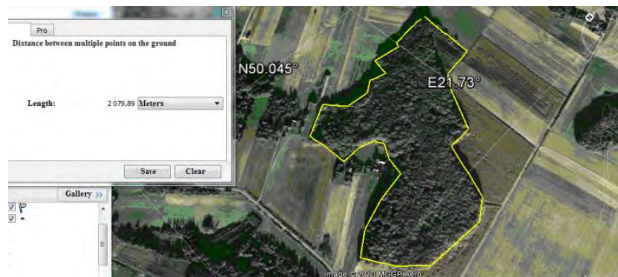 Pro
Distance between multiple points on the ground
Length: 2 079,89 Meters
Save Clear
Gallery >>
N50.045°
E21.73°